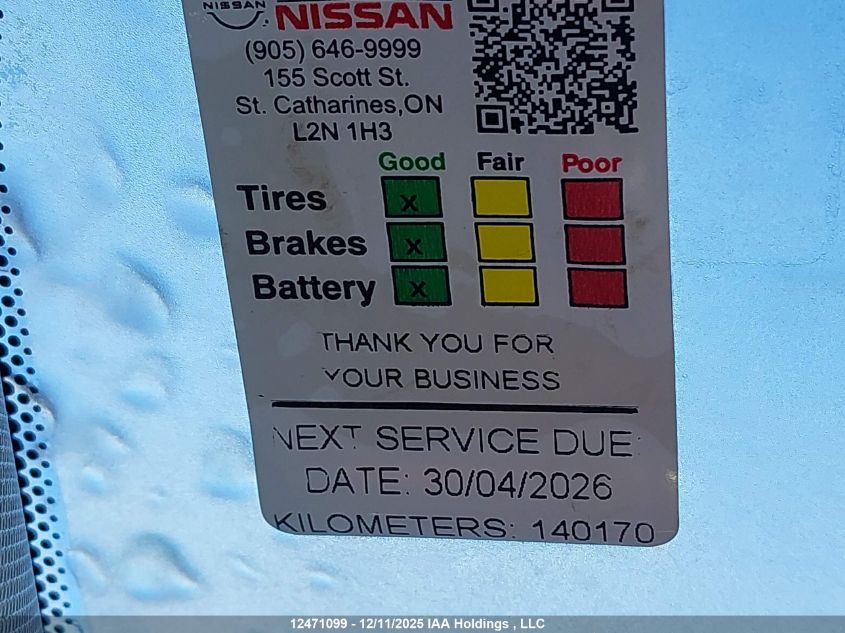 NISSAN
NISSAN
(905) 646-9999
155 Scott St.
St. Catharines,ON
L2N 1H3
Good Fair Poor
Tires x
Brakes x
Battery x
THANK YOU FOR
YOUR BUSINESS
NEXT SERVICE DUE:
DATE: 30/04/2026
KILOMETERS: 140170
12471099 - 12/11/2025 IAA Holdings , LLC